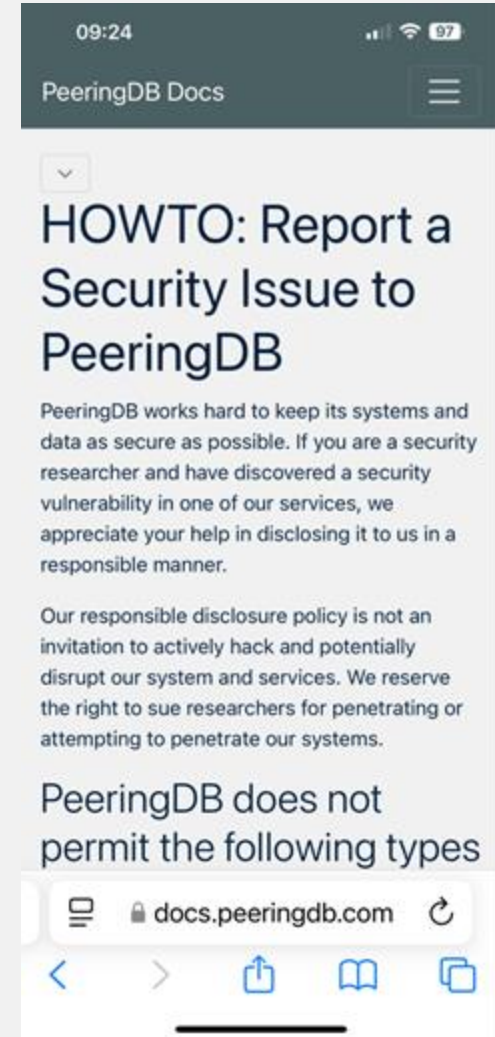 09:24
97
PeeringDB Docs
HOWTO: Report a
Security Issue to
PeeringDB
PeeringDB works hard to keep its systems and
data as secure as possible. If you are a security
researcher and have discovered a security
vulnerability in one of our services, we
appreciate your help in disclosing it to us in a
responsible manner.
Our responsible disclosure policy is not an
invitation to actively hack and potentially
disrupt our system and services. We reserve
the right to sue researchers for penetrating or
attempting to penetrate our systems.
PeeringDB does not
permit the following types
docs.peeringdb.com